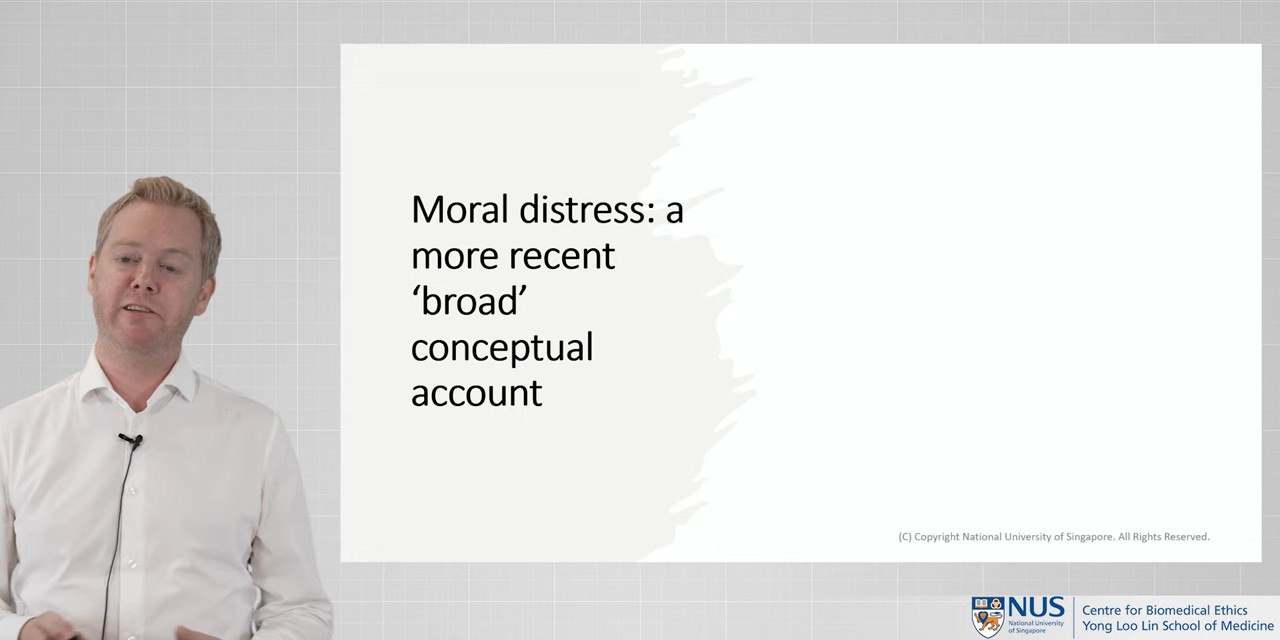 Moral distress: a
more recent
‘broad’
conceptual
account
(C) Copyright National University of Singapore. All Rights Reserved.
NUS
National University
of Singapore
Centre for Biomedical Ethics
Yong Loo Lin School of Medicine